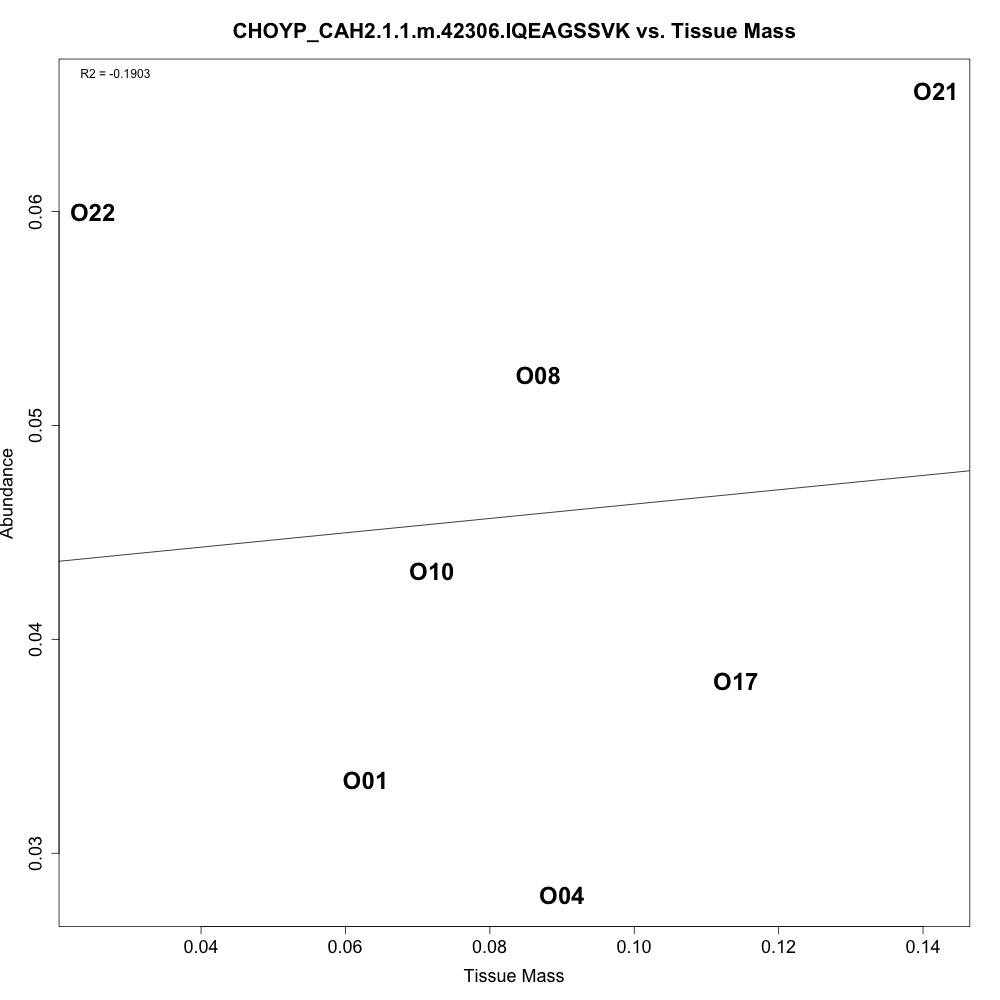 CHOYP_CAH2.1.1.m.42306.IQEAGSSVK vs. Tissue Mass
R2 = -0.1903
O21
O22
O08
O10
O17
O01
O04
0.06
0.05
0.04
0.03
Abundance
0.04 0.06 0.08 0.10 0.12 0.14
Tissue Mass